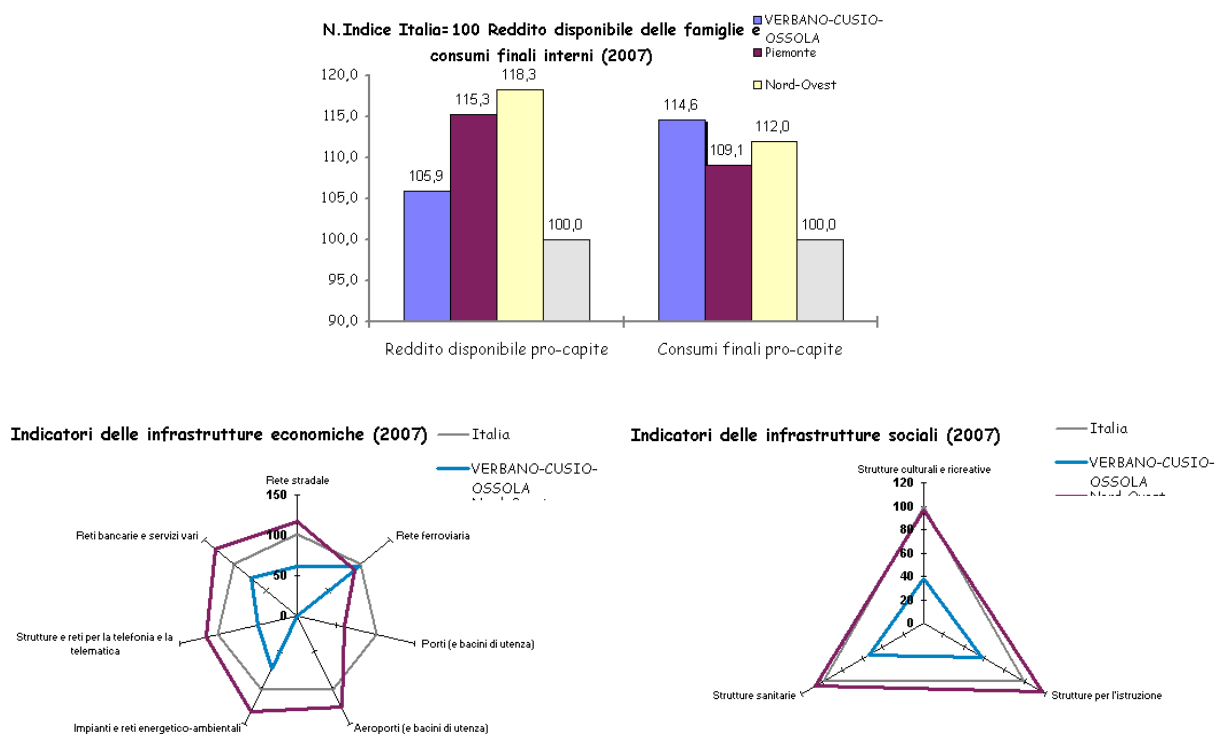 N.Indice Italia=100 Reddito disponibile delle famiglie e
consumi finali interni (2007)
VERBANO-CUSIO-
OSSOLA
Piemonte
Nord-Ovest
120,0
115,0
110,0
105,0
100,0
95,0
90,0
105,9
115,3
118,3
100,0
114,6
109,1
112,0
100,0
Reddito disponibile pro-capite
Consumi finali pro-capite
Indicatori delle infrastrutture economiche (2007)
Italia
VERBANO-CUSIO-
OSSOLA
Rete stradale
150
100
50
0
Rete ferroviaria
Porti (e bacini di utenza)
Aeroporti (e bacini di utenza)
Impianti e reti energetico-ambientali
Strutture e reti per la telefonia e la
telematica
Reti bancarie e servizi vari
Indicatori delle infrastrutture sociali (2007)
Italia
VERBANO-CUSIO-
OSSOLA
Nord-Ovest
Strutture culturali e ricreative
120
100
80
60
40
20
0
Strutture per l'istruzione
Strutture sanitarie